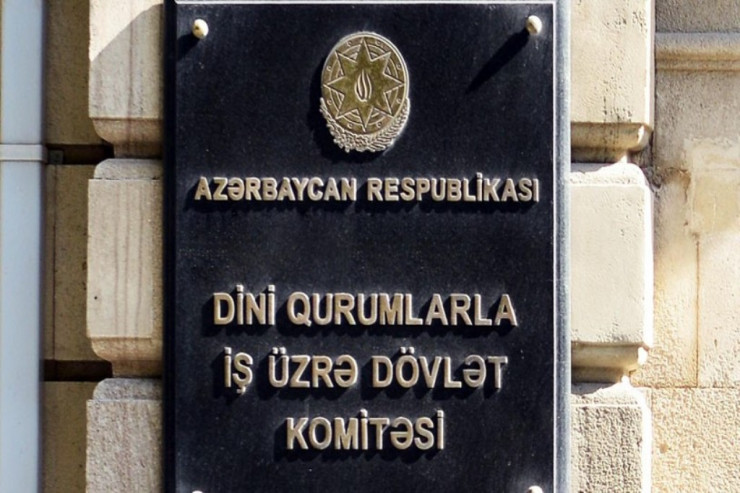 AZƏRBAYCAN RESPUBLİKASI
DİNİ QURUMLARLA
İŞ ÜZRƏ DÖVLƏT
KOMİTƏSİ